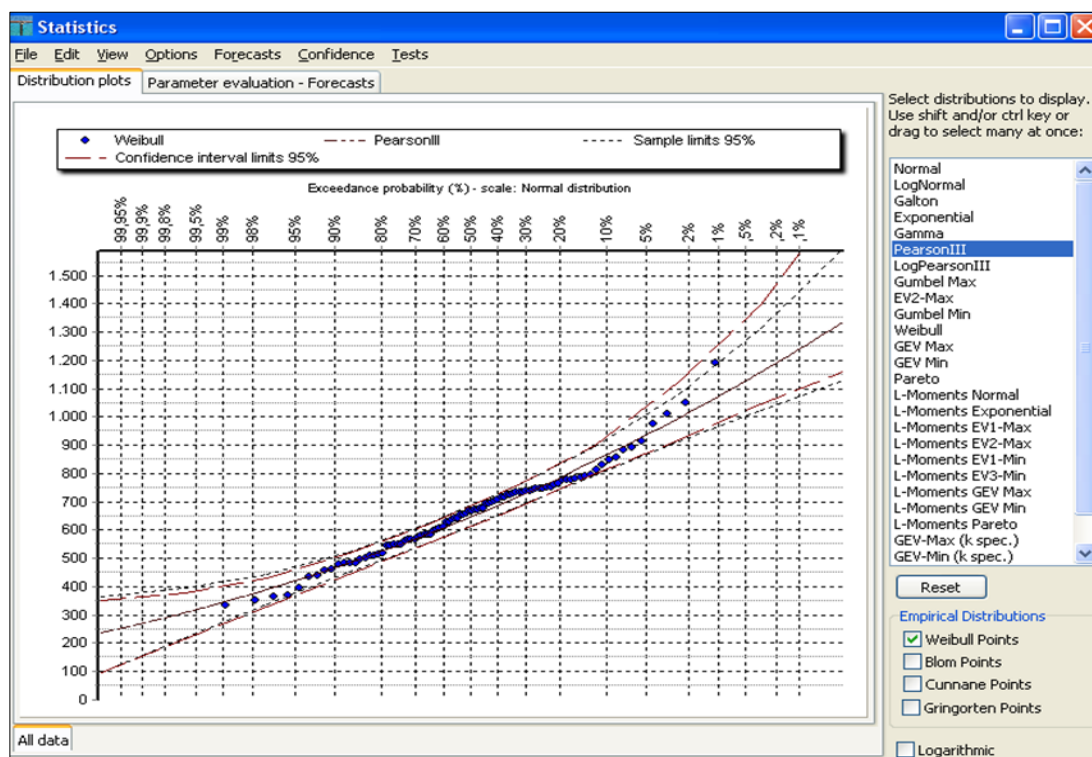 Statistics
File Edit View Options Forecasts Confidence Tests
Distribution plots Parameter evaluation - Forecasts
Weibull PearsonIII Sample limits 95%
Confidence interval limits 95%
Exceedance probability (%) - scale: Normal distribution
99,95% 99,9% 99,8% 99,5% 99% 98% 95% 90% 80% 70% 60% 50% 40% 30% 20% 10% 5% 2% 1% ,5% ,2% ,1%
1.500
1.400
1.300
1.200
1.100
1.000
900
800
700
600
500
400
300
200
100
0
All data
Select distributions to display.
Use shift and/or ctrl key or
drag to select many at once:
Normal
LogNormal
Galton
Exponential
Gamma
PearsonIII
LogPearsonIII
Gumbel Max
EV2-Max
Gumbel Min
Weibull
GEV Max
GEV Min
Pareto
L-Moments Normal
L-Moments Exponential
L-Moments EV1-Max
L-Moments EV2-Max
L-Moments EV1-Min
L-Moments EV3-Min
L-Moments GEV Max
L-Moments GEV Min
L-Moments Pareto
GEV-Max (k spec.)
GEV-Min (k spec.)
Reset
Empirical Distributions
Weibull Points
Blom Points
Cunnane Points
Gringorten Points
Logarithmic